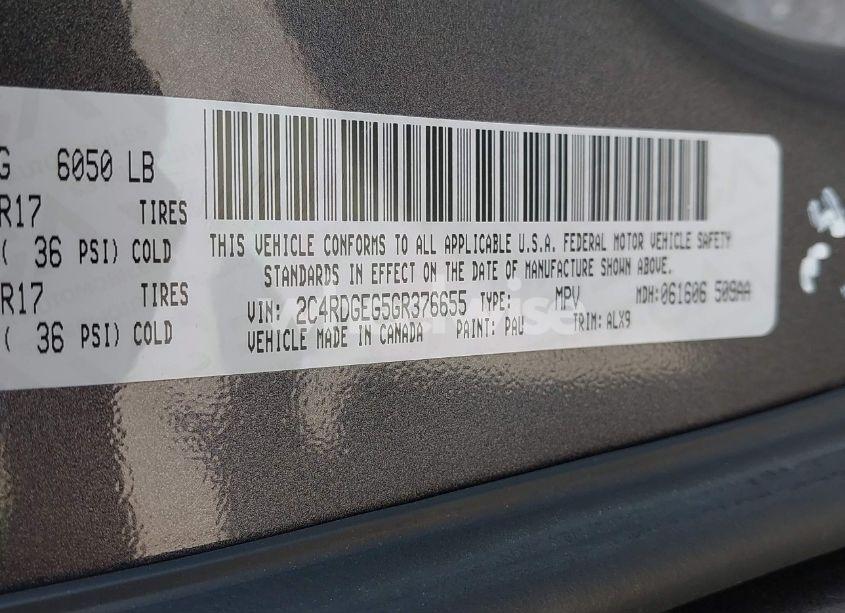 G 6050 LB
R17 TIRES
( 36 PSI) COLD
R17 TIRES
( 36 PSI) COLD
THIS VEHICLE CONFORMS TO ALL APPLICABLE U.S.A. FEDERAL MOTOR VEHICLE SAFETY
STANDARDS IN EFFECT ON THE DATE OF MANUFACTURE SHOWN ABOVE.
VIN: 2C4RDGEG5GR376655 TYPE: MPV MDH:061606 509AA
VEHICLE MADE IN CANADA PAINT: PAU TRIM: ALX9